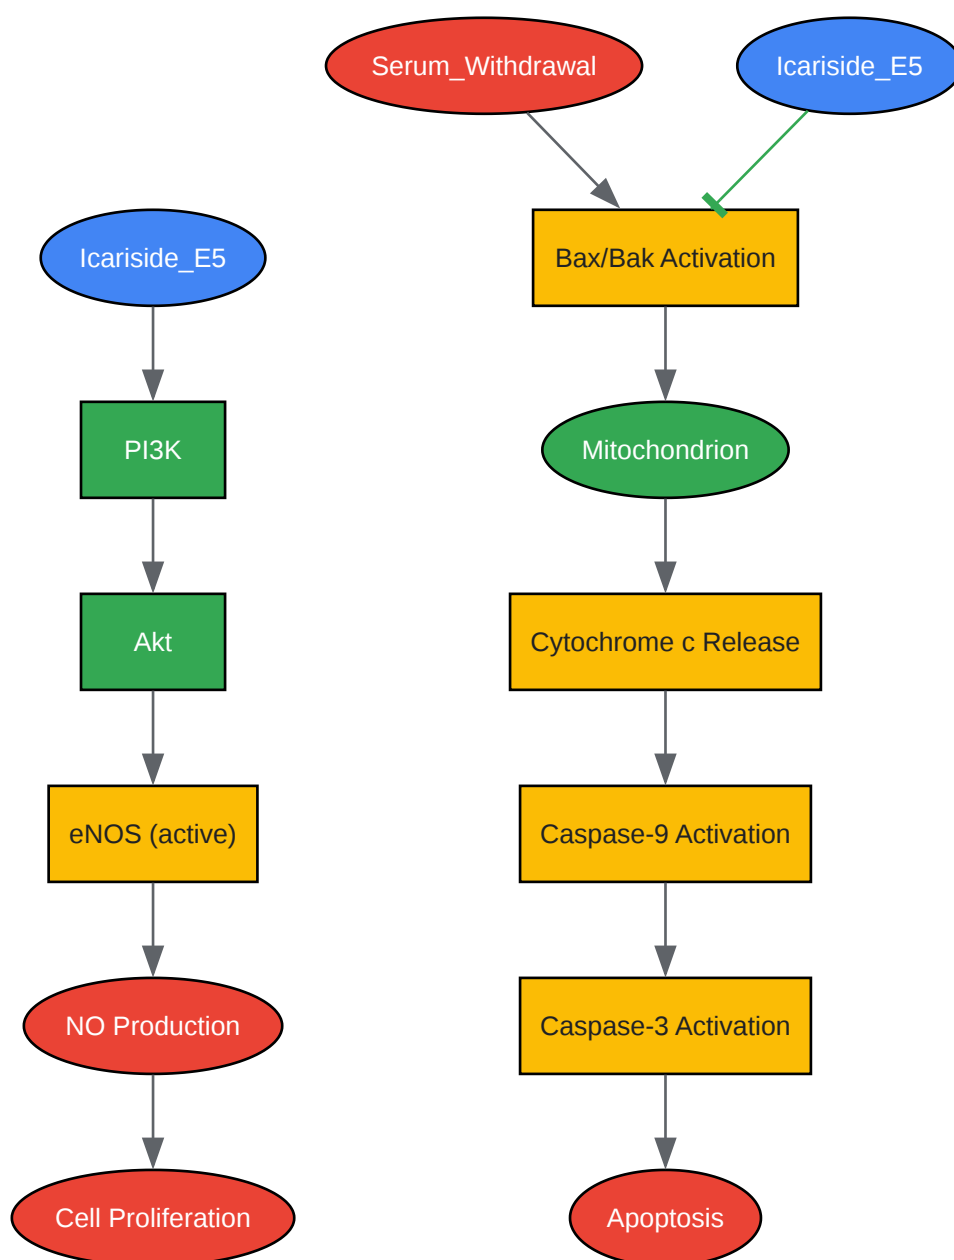 Serum_Withdrawal
Icariside_E5
Icariside_E5
Bax/Bak Activation
PI3K
Mitochondrion
Akt
Cytochrome c Release
eNOS (active)
Caspase-9 Activation
NO Production
Caspase-3 Activation
Cell Proliferation
Apoptosis